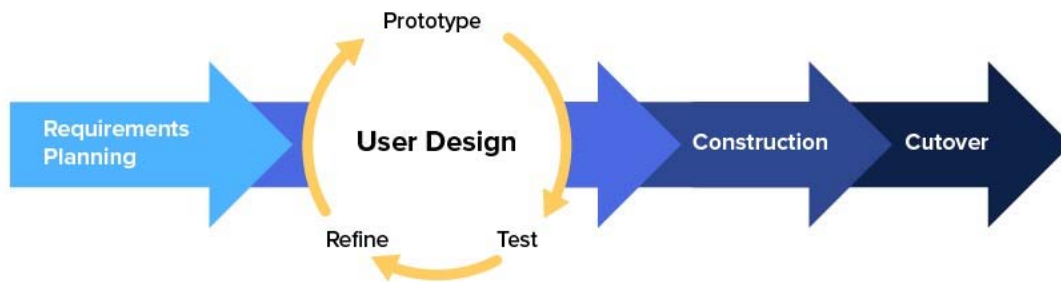 Prototype
Requirements
Planning
User Design
Construction
Cutover
Refine
Test